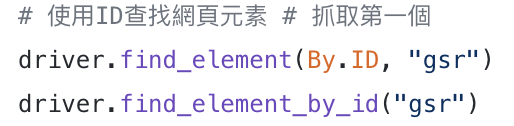 # 使用ID查找網頁元素 # 抓取第一個
driver.find_element(By.ID, "gsr")
driver.find_element_by_id("gsr")